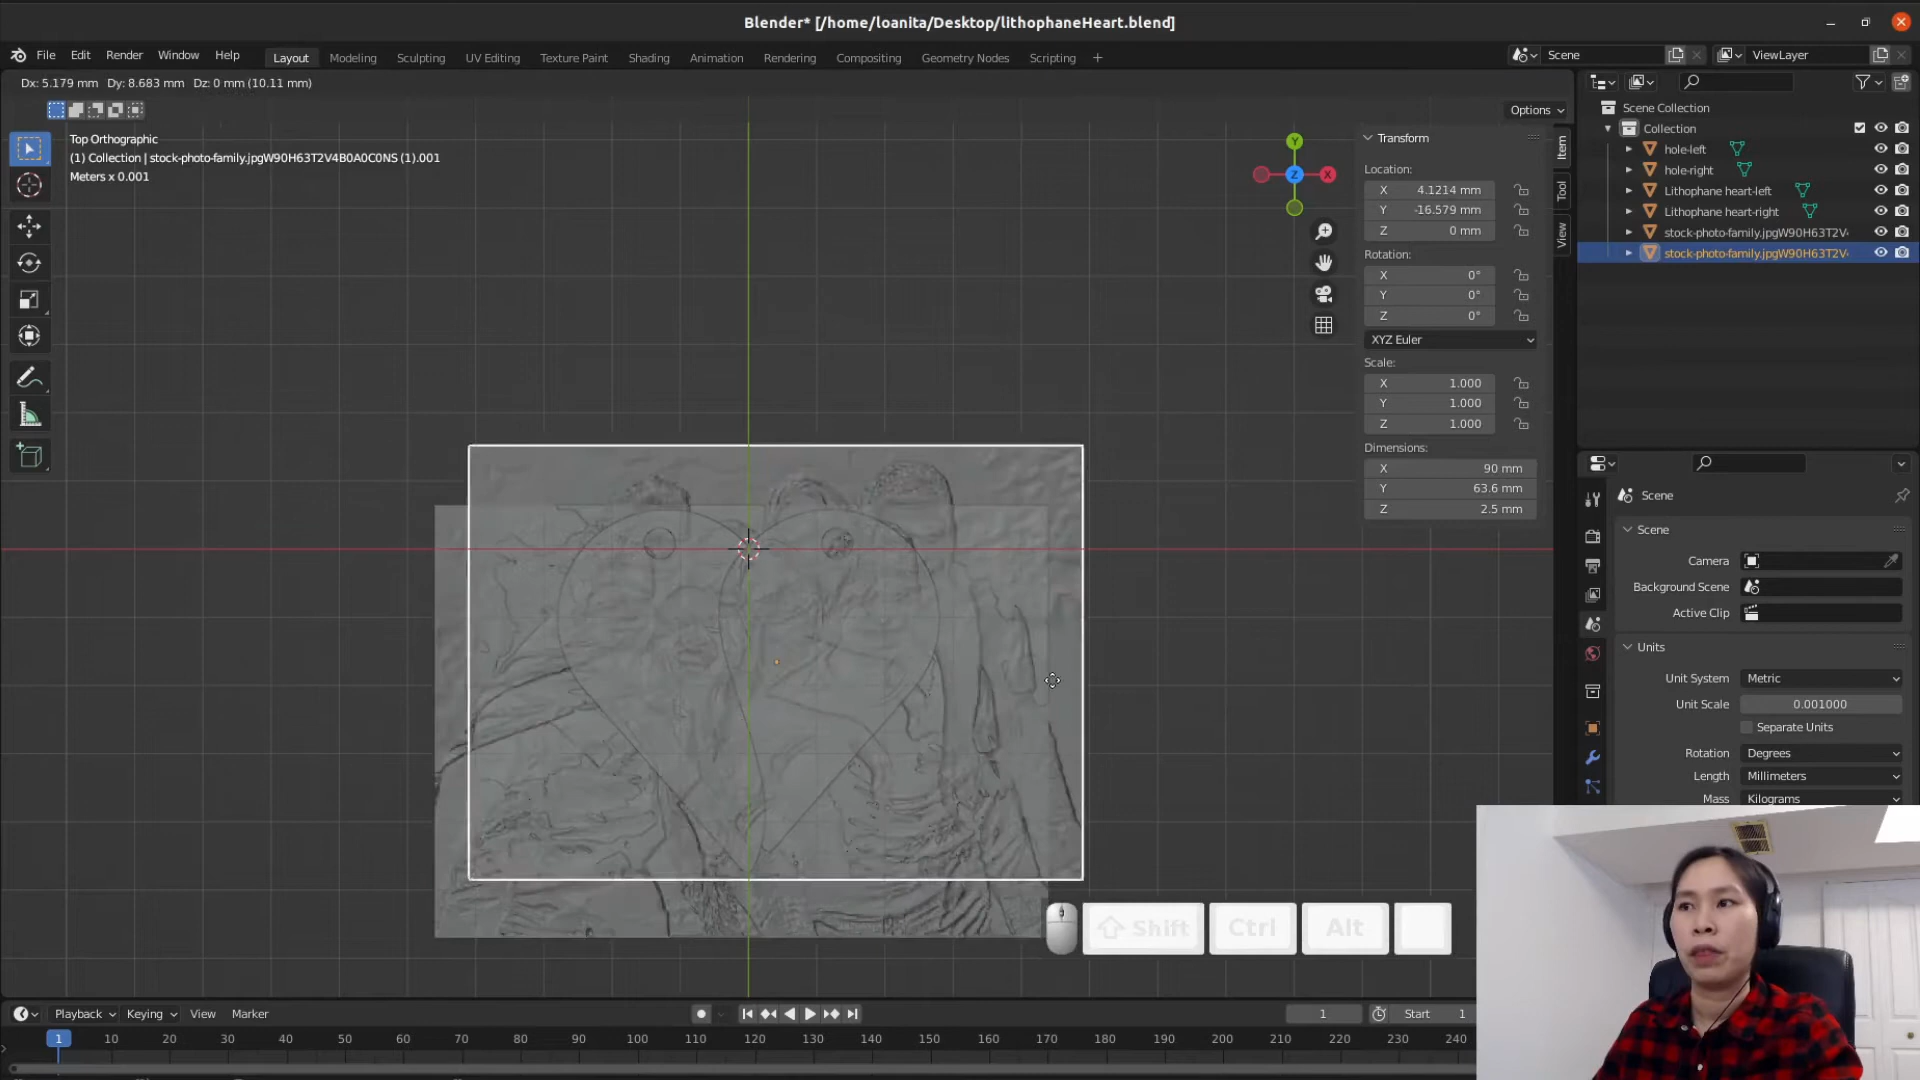 Blender* [/home/loanita/Desktop/lithophaneHeart.blend]
File Edit Render Window Help
Layout Modeling Sculpting UV Editing Texture Paint Shading Animation Rendering Compositing Geometry Nodes Scripting +
Scene
ViewLayer
Dx: 5.179 mm Dy: 8.683 mm Dz: 0 mm (10.11 mm)
Options
Top Orthographic
(1) Collection | stock-photo-family.jpgW90H63T2V4B0A0C0NS (1).001
Meters x 0.001
Y
X
Z
Transform
Location:
X 4.1214 mm
Y -16.579 mm
Z 0 mm
Rotation:
X 0°
Y 0°
Z 0°
XYZ Euler
Scale:
X 1.000
Y 1.000
Z 1.000
Dimensions:
X 90 mm
Y 63.6 mm
Z 2.5 mm
Item
Tool
View
Scene Collection
Collection
hole-left
hole-right
Lithophane heart-left
Lithophane heart-right
stock-photo-family.jpgW90H63T2V
stock-photo-family.jpgW90H63T2V
Scene
Scene
Camera
Background Scene
Active Clip
Units
Unit System Metric
Unit Scale 0.001000
Separate Units
Rotation Degrees
Length Millimeters
Mass Kilograms
Shift Ctrl Alt
Playback Keying View Marker
1
Start 1
1 10 20 30 40 50 60 70 80 90 100 110 120 130 140 150 160 170 180 190 200 210 220 230 240